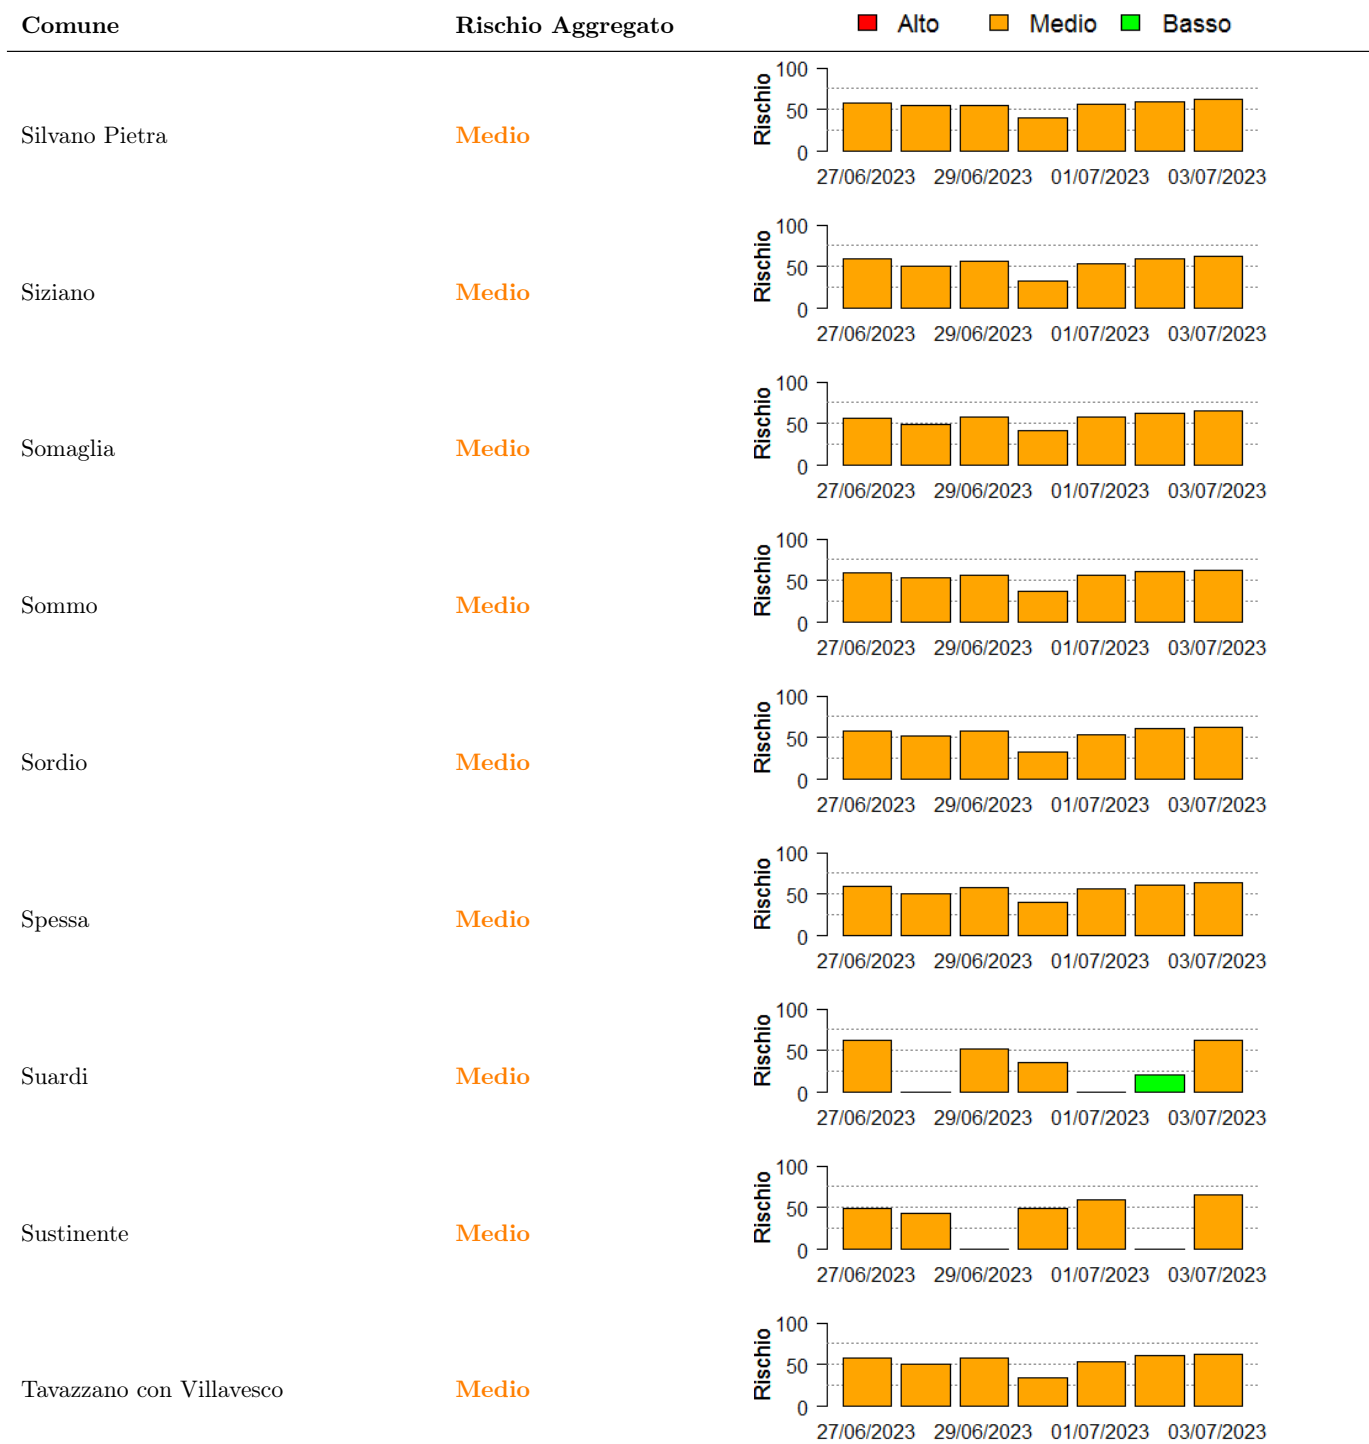 Comune Rischio Aggregato Alto Medio Basso
100
50
0
Rischio
Silvano Pietra Medio
27/06/2023 29/06/2023 01/07/2023 03/07/2023
100
50
0
Rischio
Siziano Medio
27/06/2023 29/06/2023 01/07/2023 03/07/2023
100
50
0
Rischio
Somaglia Medio
27/06/2023 29/06/2023 01/07/2023 03/07/2023
100
50
0
Rischio
Sommo Medio
27/06/2023 29/06/2023 01/07/2023 03/07/2023
100
50
0
Rischio
Sordio Medio
27/06/2023 29/06/2023 01/07/2023 03/07/2023
100
50
0
Rischio
Spessa Medio
27/06/2023 29/06/2023 01/07/2023 03/07/2023
100
50
0
Rischio
Suardi Medio
27/06/2023 29/06/2023 01/07/2023 03/07/2023
100
50
0
Rischio
Sustinente Medio
27/06/2023 29/06/2023 01/07/2023 03/07/2023
100
50
0
Rischio
Tavazzano con Villavesco Medio
27/06/2023 29/06/2023 01/07/2023 03/07/2023